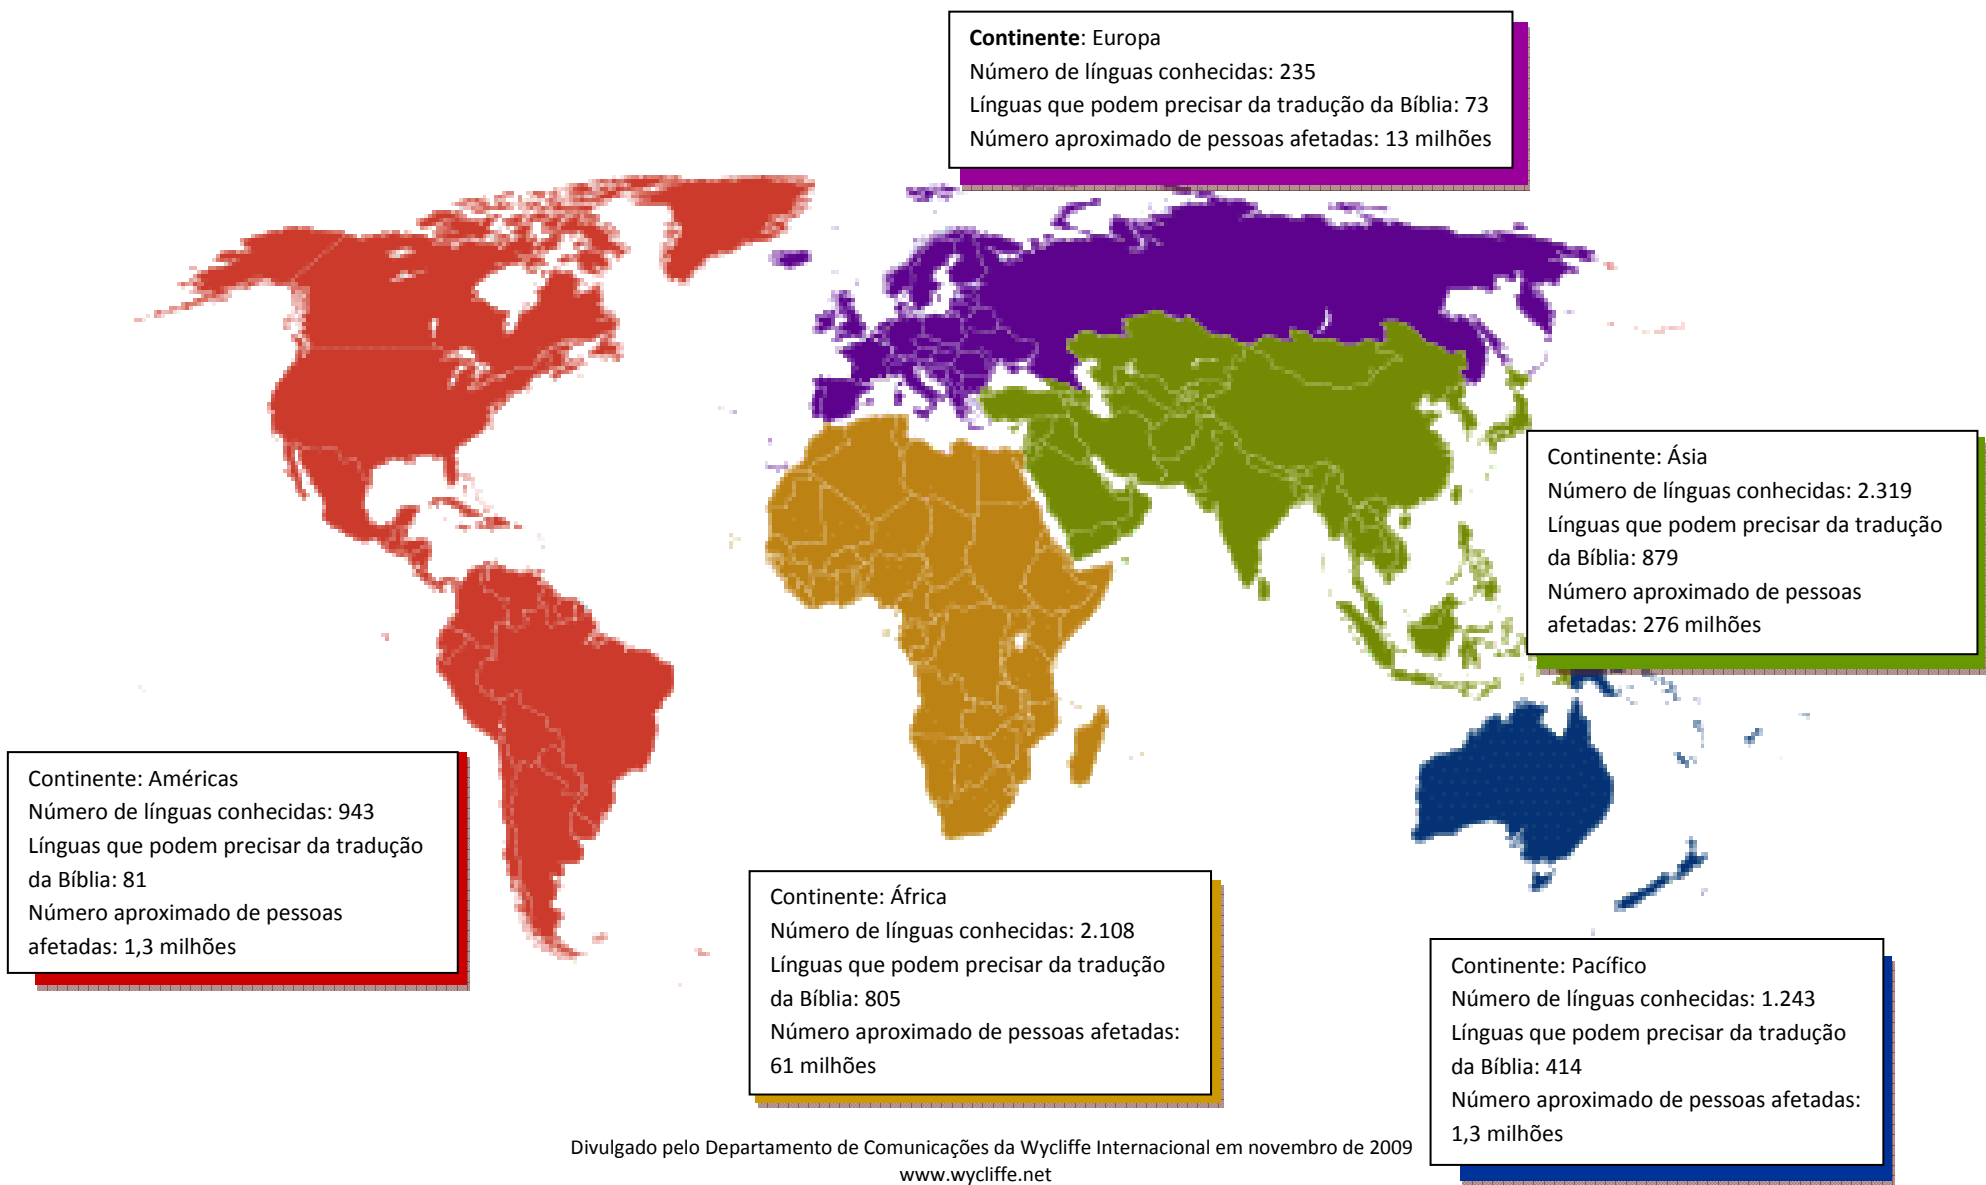 Continente: Europa
Número de línguas conhecidas: 235
Línguas que podem precisar da tradução da Bíblia: 73
Número aproximado de pessoas afetadas: 13 milhões
Continente: Ásia
Número de línguas conhecidas: 2.319
Línguas que podem precisar da tradução
da Bíblia: 879
Número aproximado de pessoas
afetadas: 276 milhões
Continente: Américas
Número de línguas conhecidas: 943
Línguas que podem precisar da tradução
da Bíblia: 81
Número aproximado de pessoas
afetadas: 1,3 milhões
Continente: África
Número de línguas conhecidas: 2.108
Línguas que podem precisar da tradução
da Bíblia: 805
Número aproximado de pessoas afetadas:
61 milhões
Continente: Pacífico
Número de línguas conhecidas: 1.243
Línguas que podem precisar da tradução
da Bíblia: 414
Número aproximado de pessoas afetadas:
1,3 milhões
Divulgado pelo Departamento de Comunicações da Wycliffe Internacional em novembro de 2009
www.wycliffe.net